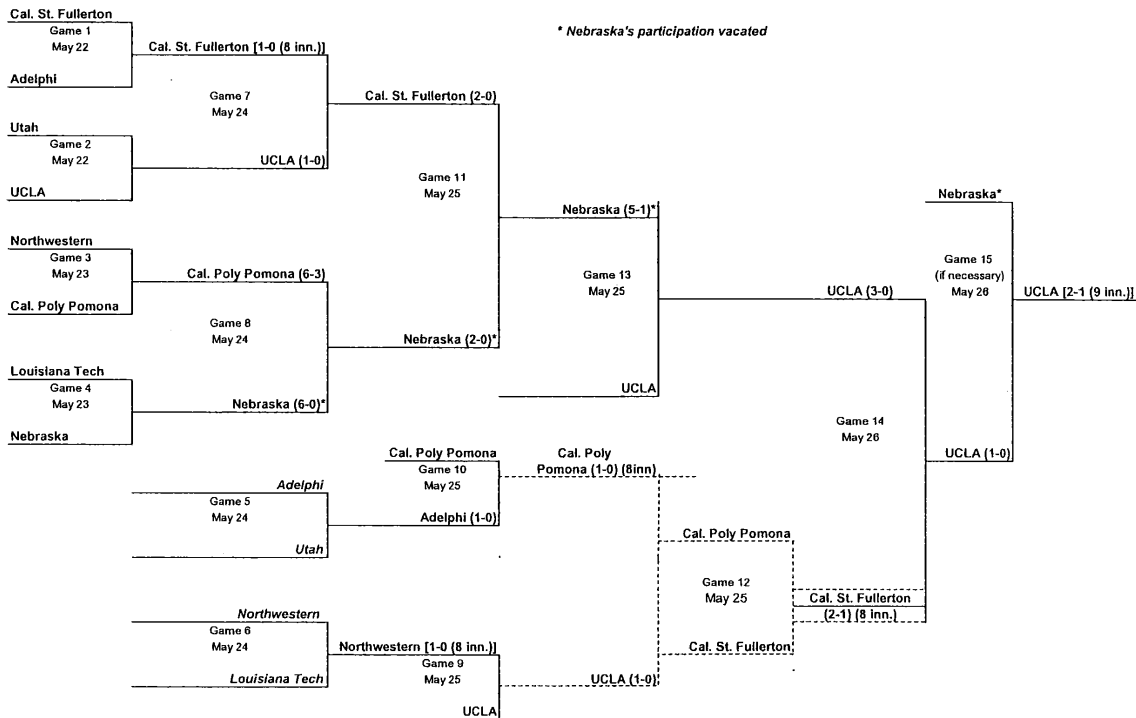 Cal. St. Fullerton
Game 1
May 22
Adelphi
Cal. St. Fullerton [1-0 (8 inn.)]
* Nebraska's participation vacated
Game 7
May 24
Cal. St. Fullerton (2-0)
Utah
Game 2
May 22
UCLA
UCLA (1-0)
Game 11
May 25
Nebraska (5-1)*
Nebraska*
Northwestern
Game 3
May 23
Cal. Poly Pomona
Cal. Poly Pomona (6-3)
Game 13
May 25
UCLA (3-0)
Game 15
(if necessary)
May 26
UCLA [2-1 (9 inn.)]
Game 8
May 24
Nebraska (2-0)*
Louisiana Tech
Game 4
May 23
Nebraska
Nebraska (6-0)*
UCLA
Game 14
May 26
UCLA (1-0)
Cal. Poly Pomona
Game 10
May 25
Cal. Poly
Pomona (1-0) (8inn)
Adelphi
Game 5
May 24
Utah
Adelphi (1-0)
Cal. Poly Pomona
Game 12
May 25
Cal. St. Fullerton
(2-1) (8 inn.)
Cal. St. Fullerton
Northwestern
Game 6
May 24
Louisiana Tech
Northwestern [1-0 (8 inn.)]
Game 9
May 25
UCLA
UCLA (1-0)